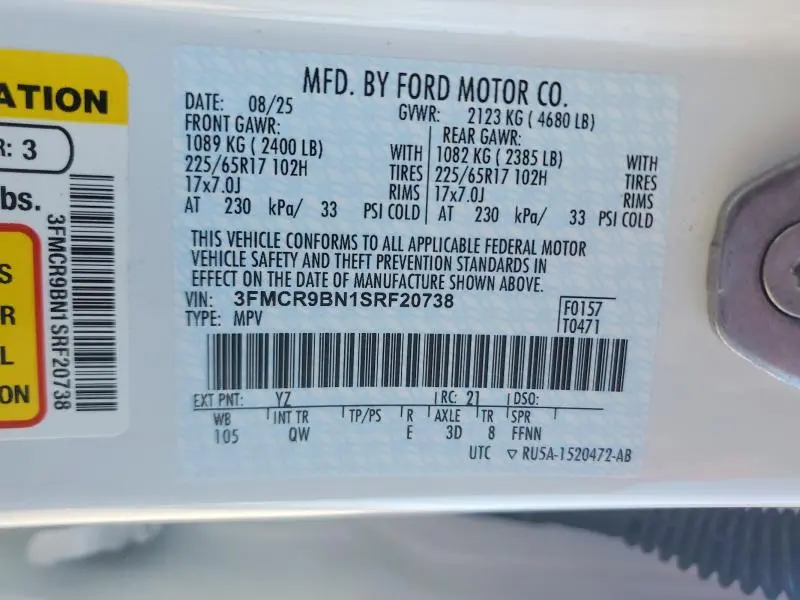 ATION
R: 3
bs.
S
R
L
ON
3FMCR9BN1SRF20738
MFD. BY FORD MOTOR CO.
DATE: 08/25 GVWR: 2123 KG ( 4680 LB)
FRONT GAWR: REAR GAWR:
1089 KG ( 2400 LB) WITH 1082 KG ( 2385 LB) WITH
225/65R17 102H TIRES 225/65R17 102H TIRES
17x7.0J RIMS 17x7.0J RIMS
AT 230 kPa/ 33 PSI COLD AT 230 kPa/ 33 PSI COLD
THIS VEHICLE CONFORMS TO ALL APPLICABLE FEDERAL MOTOR
VEHICLE SAFETY AND THEFT PREVENTION STANDARDS IN
EFFECT ON THE DATE OF MANUFACTURE SHOWN ABOVE.
VIN: 3FMCR9BN1SRF20738 F0157
TYPE: MPV T0471
EXT PNT: YZ RC: 21 DSO:
WB INT TR TP/PS R AXLE TR SPR
105 QW E 3D 8 FFNN
UTC ▽ RU5A-1520472-AB